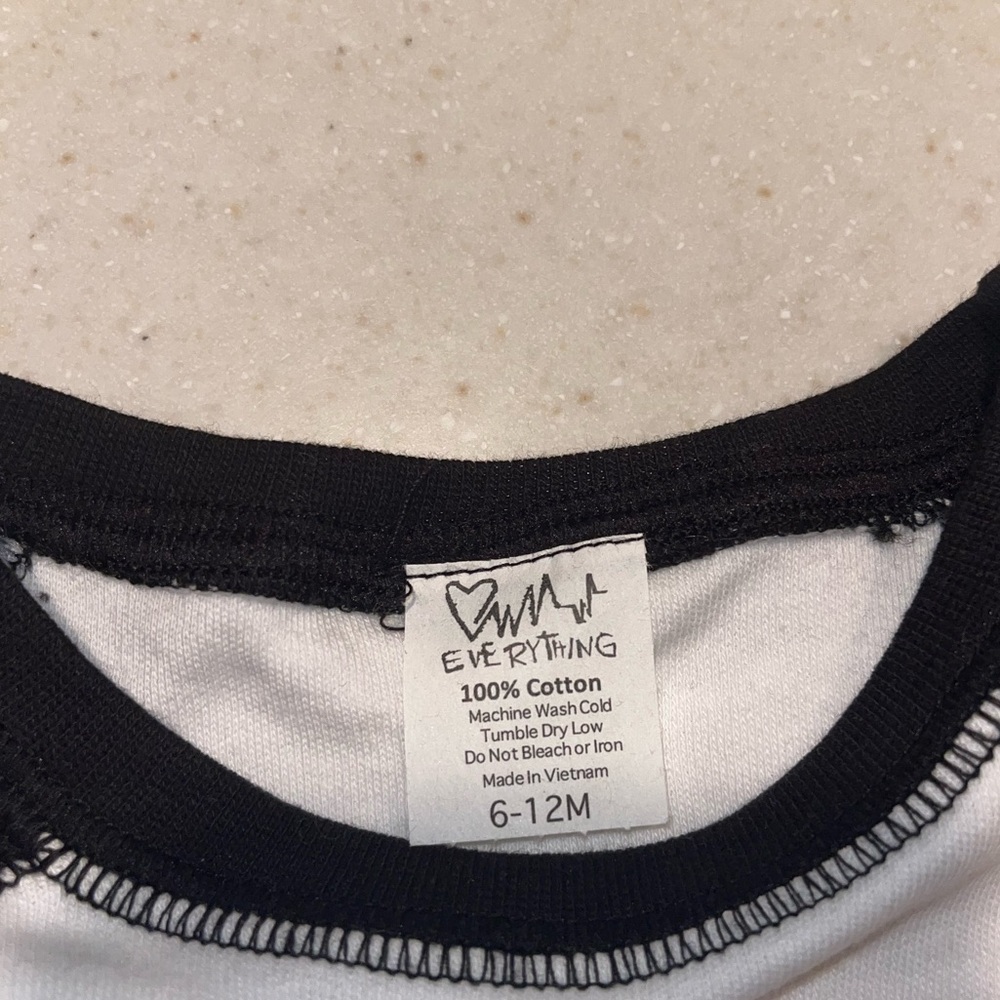 EVERYTHING
100% Cotton
Machine Wash Cold
Tumble Dry Low
Do Not Bleach or Iron
Made In Vietnam
6-12M